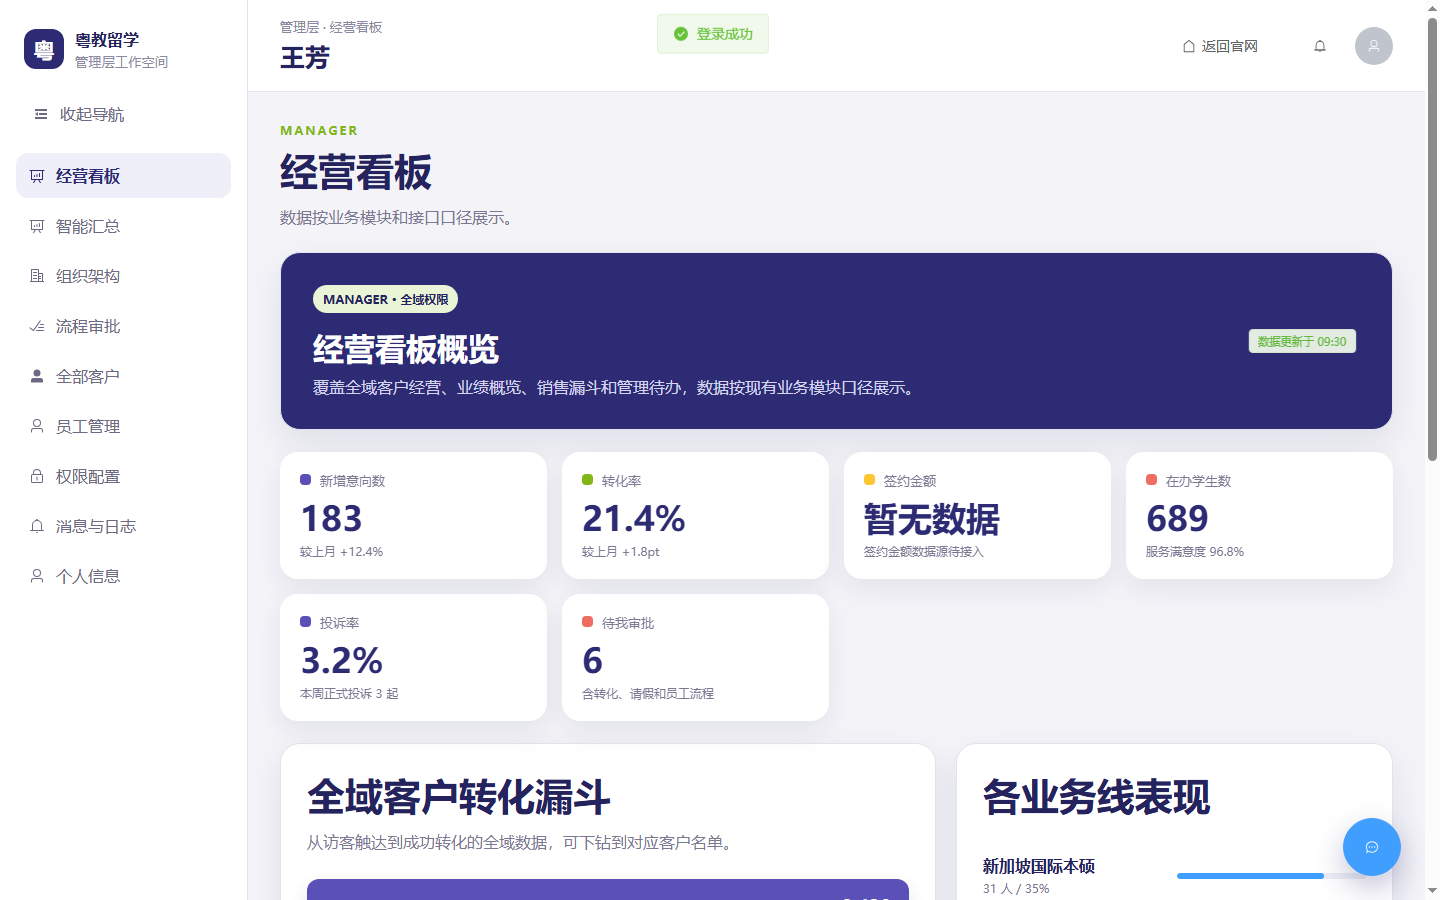 粤教留学
管理层工作空间
收起导航
经营看板
智能汇总
组织架构
流程审批
全部客户
员工管理
权限配置
消息与日志
个人信息
管理层 · 经营看板
王芳
登录成功
返回官网
MANAGER
经营看板
数据按业务模块和接口口径展示。
MANAGER • 全域权限
经营看板概览
覆盖全域客户经营、业绩概览、销售漏斗和管理待办，数据按现有业务模块口径展示。
数据更新于 09:30
新增意向数
183
较上月 +12.4%
转化率
21.4%
较上月 +1.8pt
签约金额
暂无数据
签约金额数据源待接入
在办学生数
689
服务满意度 96.8%
投诉率
3.2%
本周正式投诉 3 起
待我审批
6
含转化、请假和员工流程
全域客户转化漏斗
从访客触达到成功转化的全域数据，可下钻到对应客户名单。
各业务线表现
新加坡国际本硕
31 人 / 35%